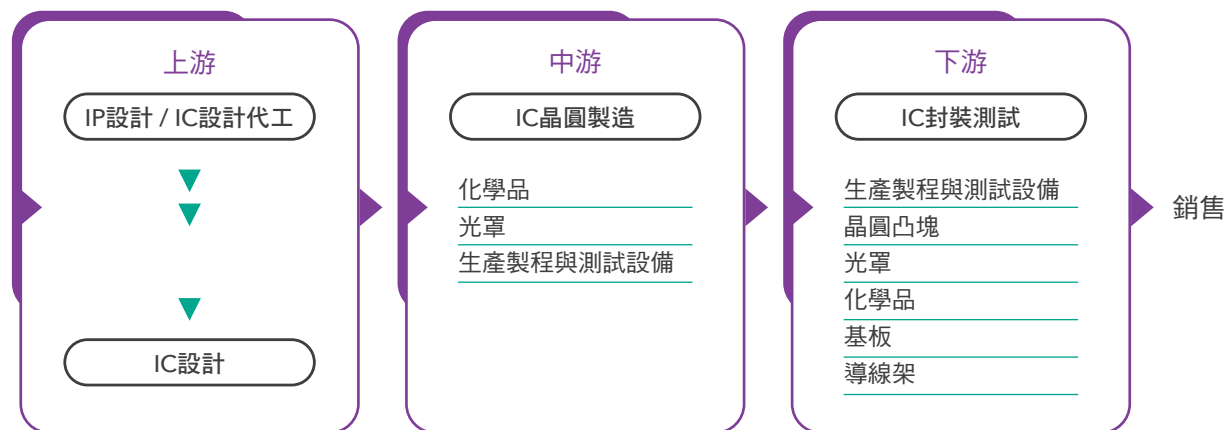 上游
IP設計 / IC設計代工
IC設計
中游
IC晶圓製造
化學品
光罩
生產製程與測試設備
下游
IC封裝測試
生產製程與測試設備
晶圓凸塊
光罩
化學品
基板
導線架
銷售